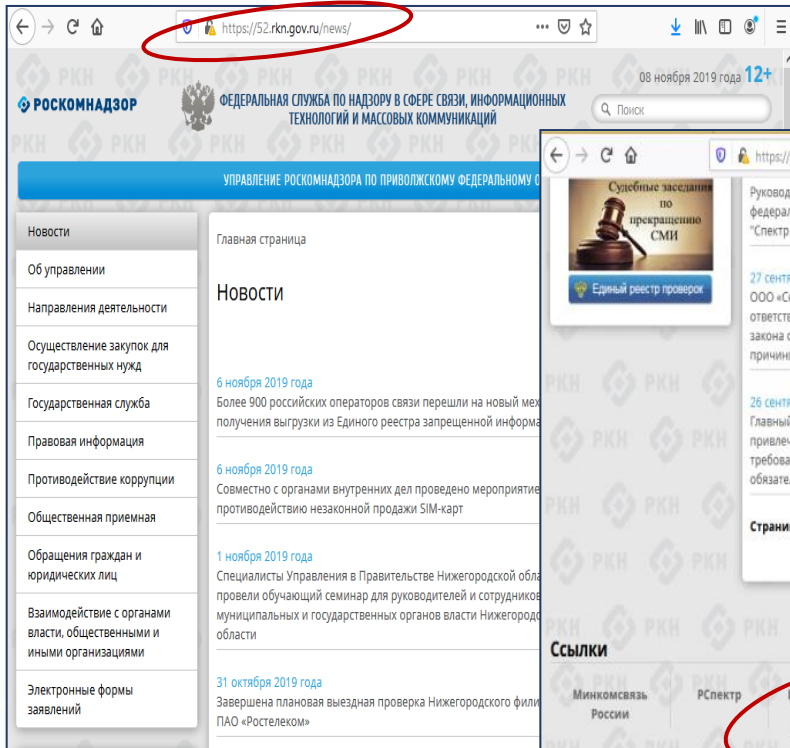 https://52.rkn.gov.ru/news/
08 ноября 2019 года 12+
РОСКОМНАДЗОР
ФЕДЕРАЛЬНАЯ СЛУЖБА ПО НАДЗОРУ В СФЕРЕ СВЯЗИ, ИНФОРМАЦИОННЫХ
ТЕХНОЛОГИЙ И МАССОВЫХ КОММУНИКАЦИЙ
Поиск
УПРАВЛЕНИЕ РОСКОМНАДЗОРА ПО ПРИВОЛЖСКОМУ ФЕДЕРАЛЬНОМУ О
Новости
Об управлении
Направления деятельности
Осуществление закупок для
государственных нужд
Государственная служба
Правовая информация
Противодействие коррупции
Общественная приемная
Обращения граждан и
юридических лиц
Взаимодействие с органами
власти, общественными и
иными организациями
Электронные формы
заявлений
Главная страница
Новости
6 ноября 2019 года
Более 900 российских операторов связи перешли на новый мех
получения выгрузки из Единого реестра запрещенной информа
6 ноября 2019 года
Совместно с органами внутренних дел проведено мероприятие
противодействию незаконной продажи SIM-карт
1 ноября 2019 года
Специалисты Управления в Правительстве Нижегородской обла
провели обучающий семинар для руководителей и сотрудников
муниципальных и государственных органов власти Нижегородс
области
31 октября 2019 года
Завершена плановая выездная проверка Нижегородского фили
ПАО «Ростелеком»
https://
Судебные заседания
по
прекращению
СМИ
Единый реестр проверок
Руковод
федерал
"Спектр
27 сентя
ООО «Се
ответств
закона о
причины
26 сентя
Главный
привлеч
требова
обязател
Страни
Ссылки
Минкомсвязь
России
РСпектр
РКН